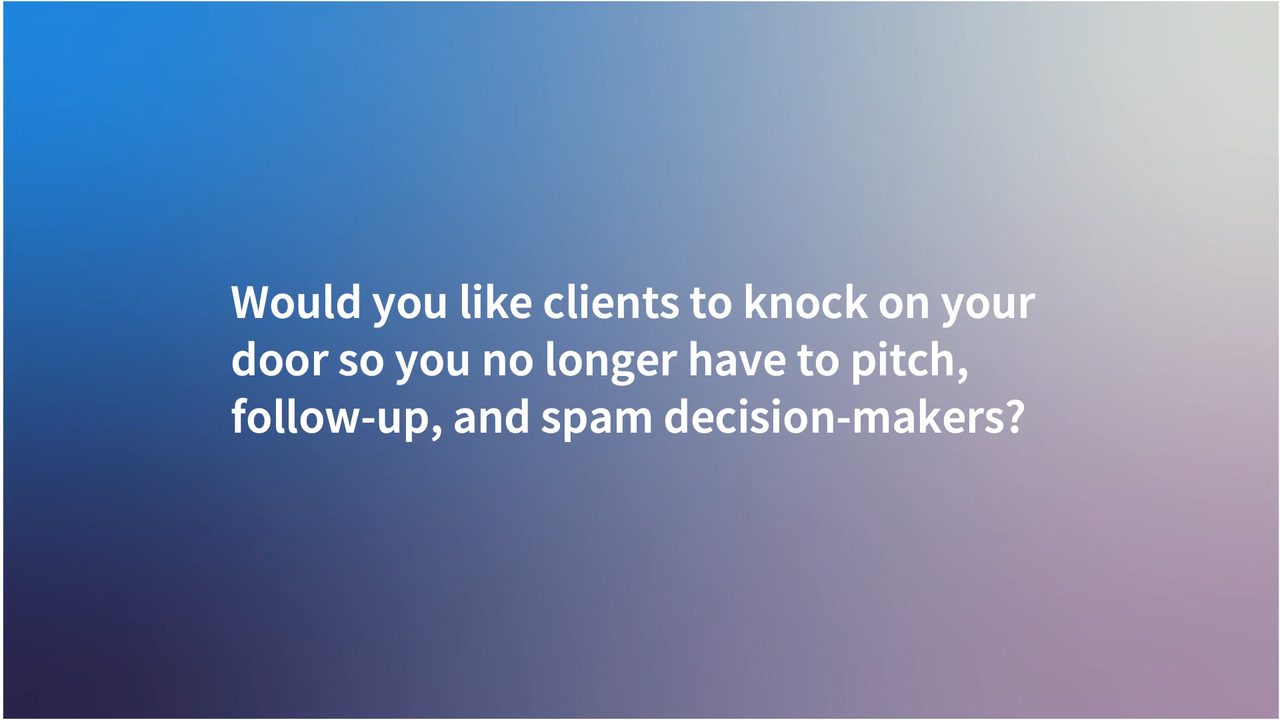 Would you like clients to knock on your
door so you no longer have to pitch,
follow-up, and spam decision-makers?